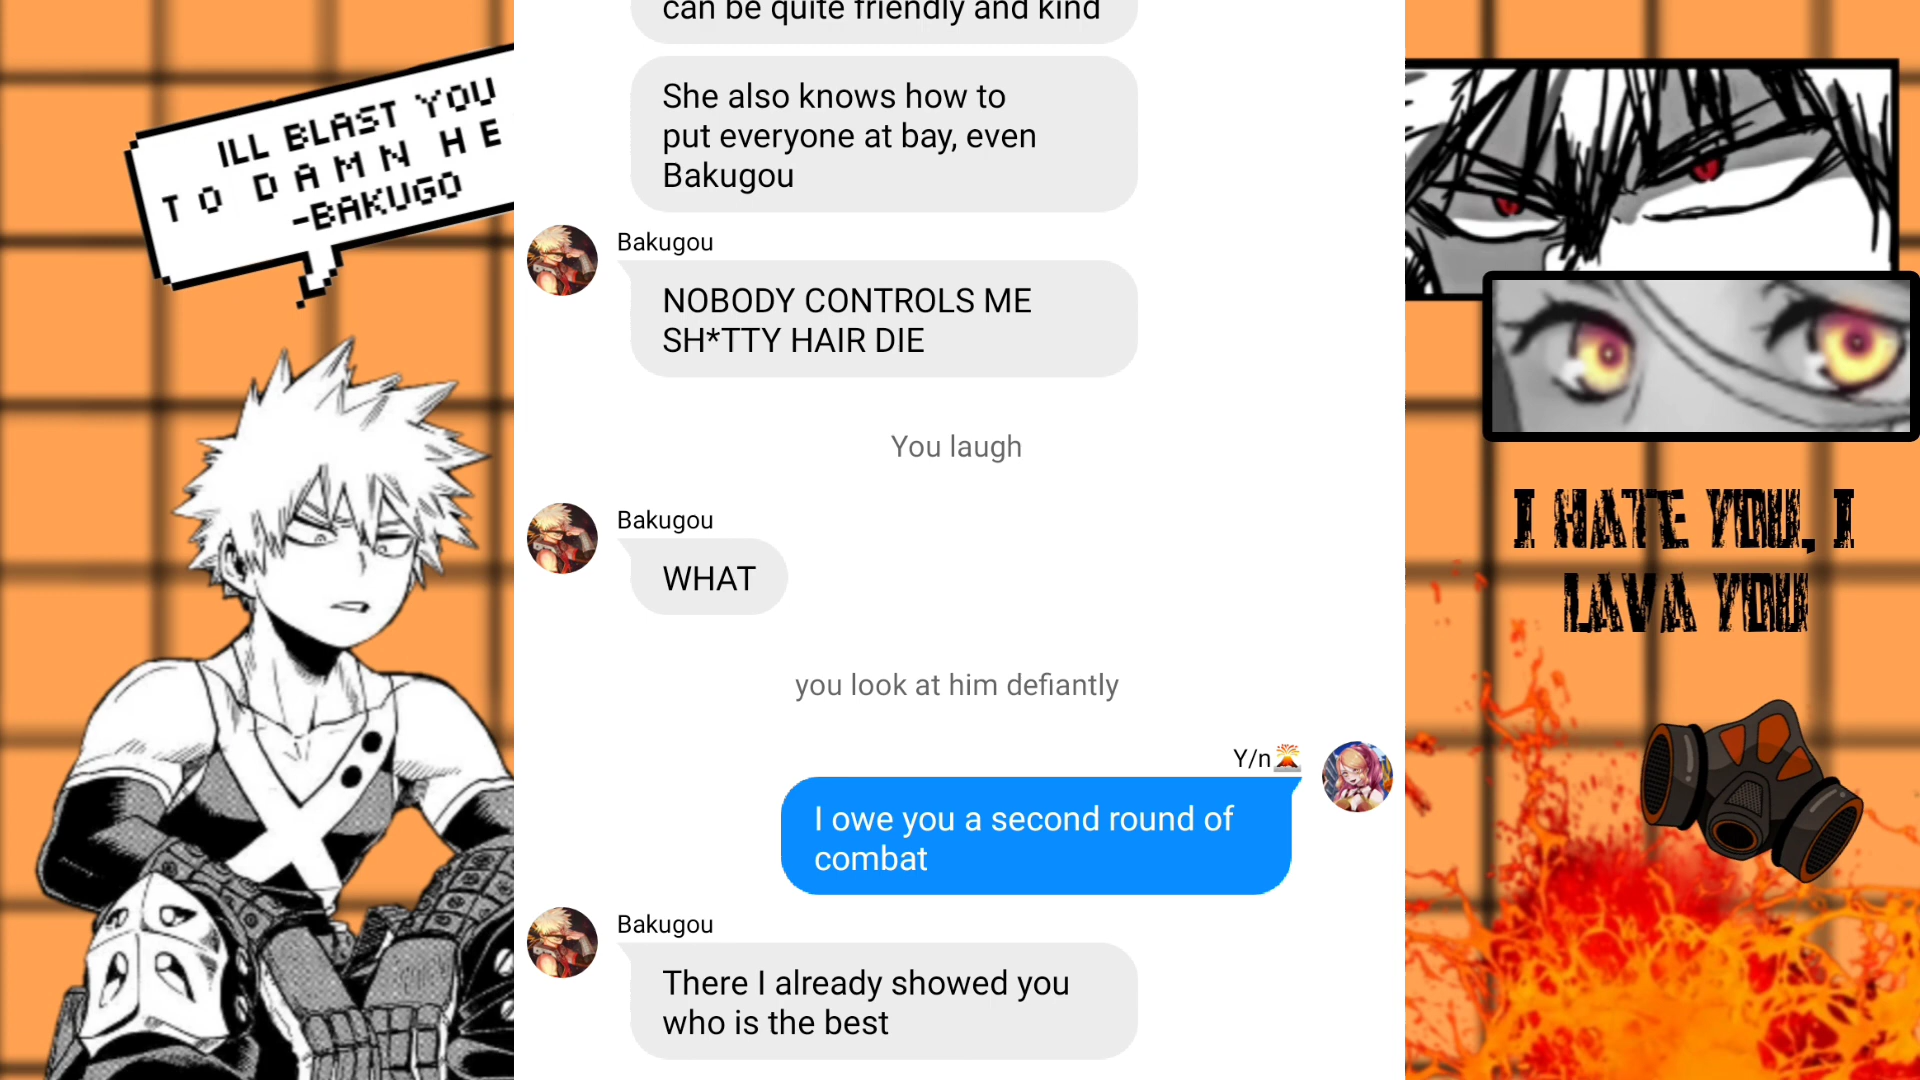 ILL BLAST YOU
TO DAMN HE
-BAKUGO
can be quite friendly and kind
She also knows how to
put everyone at bay, even
Bakugou
Bakugou
NOBODY CONTROLS ME
SH*TTY HAIR DIE
You laugh
Bakugou
WHAT
you look at him defiantly
Y/n🌋
I owe you a second round of
combat
Bakugou
There I already showed you
who is the best
I HATE YOU, I
LAVA YOU